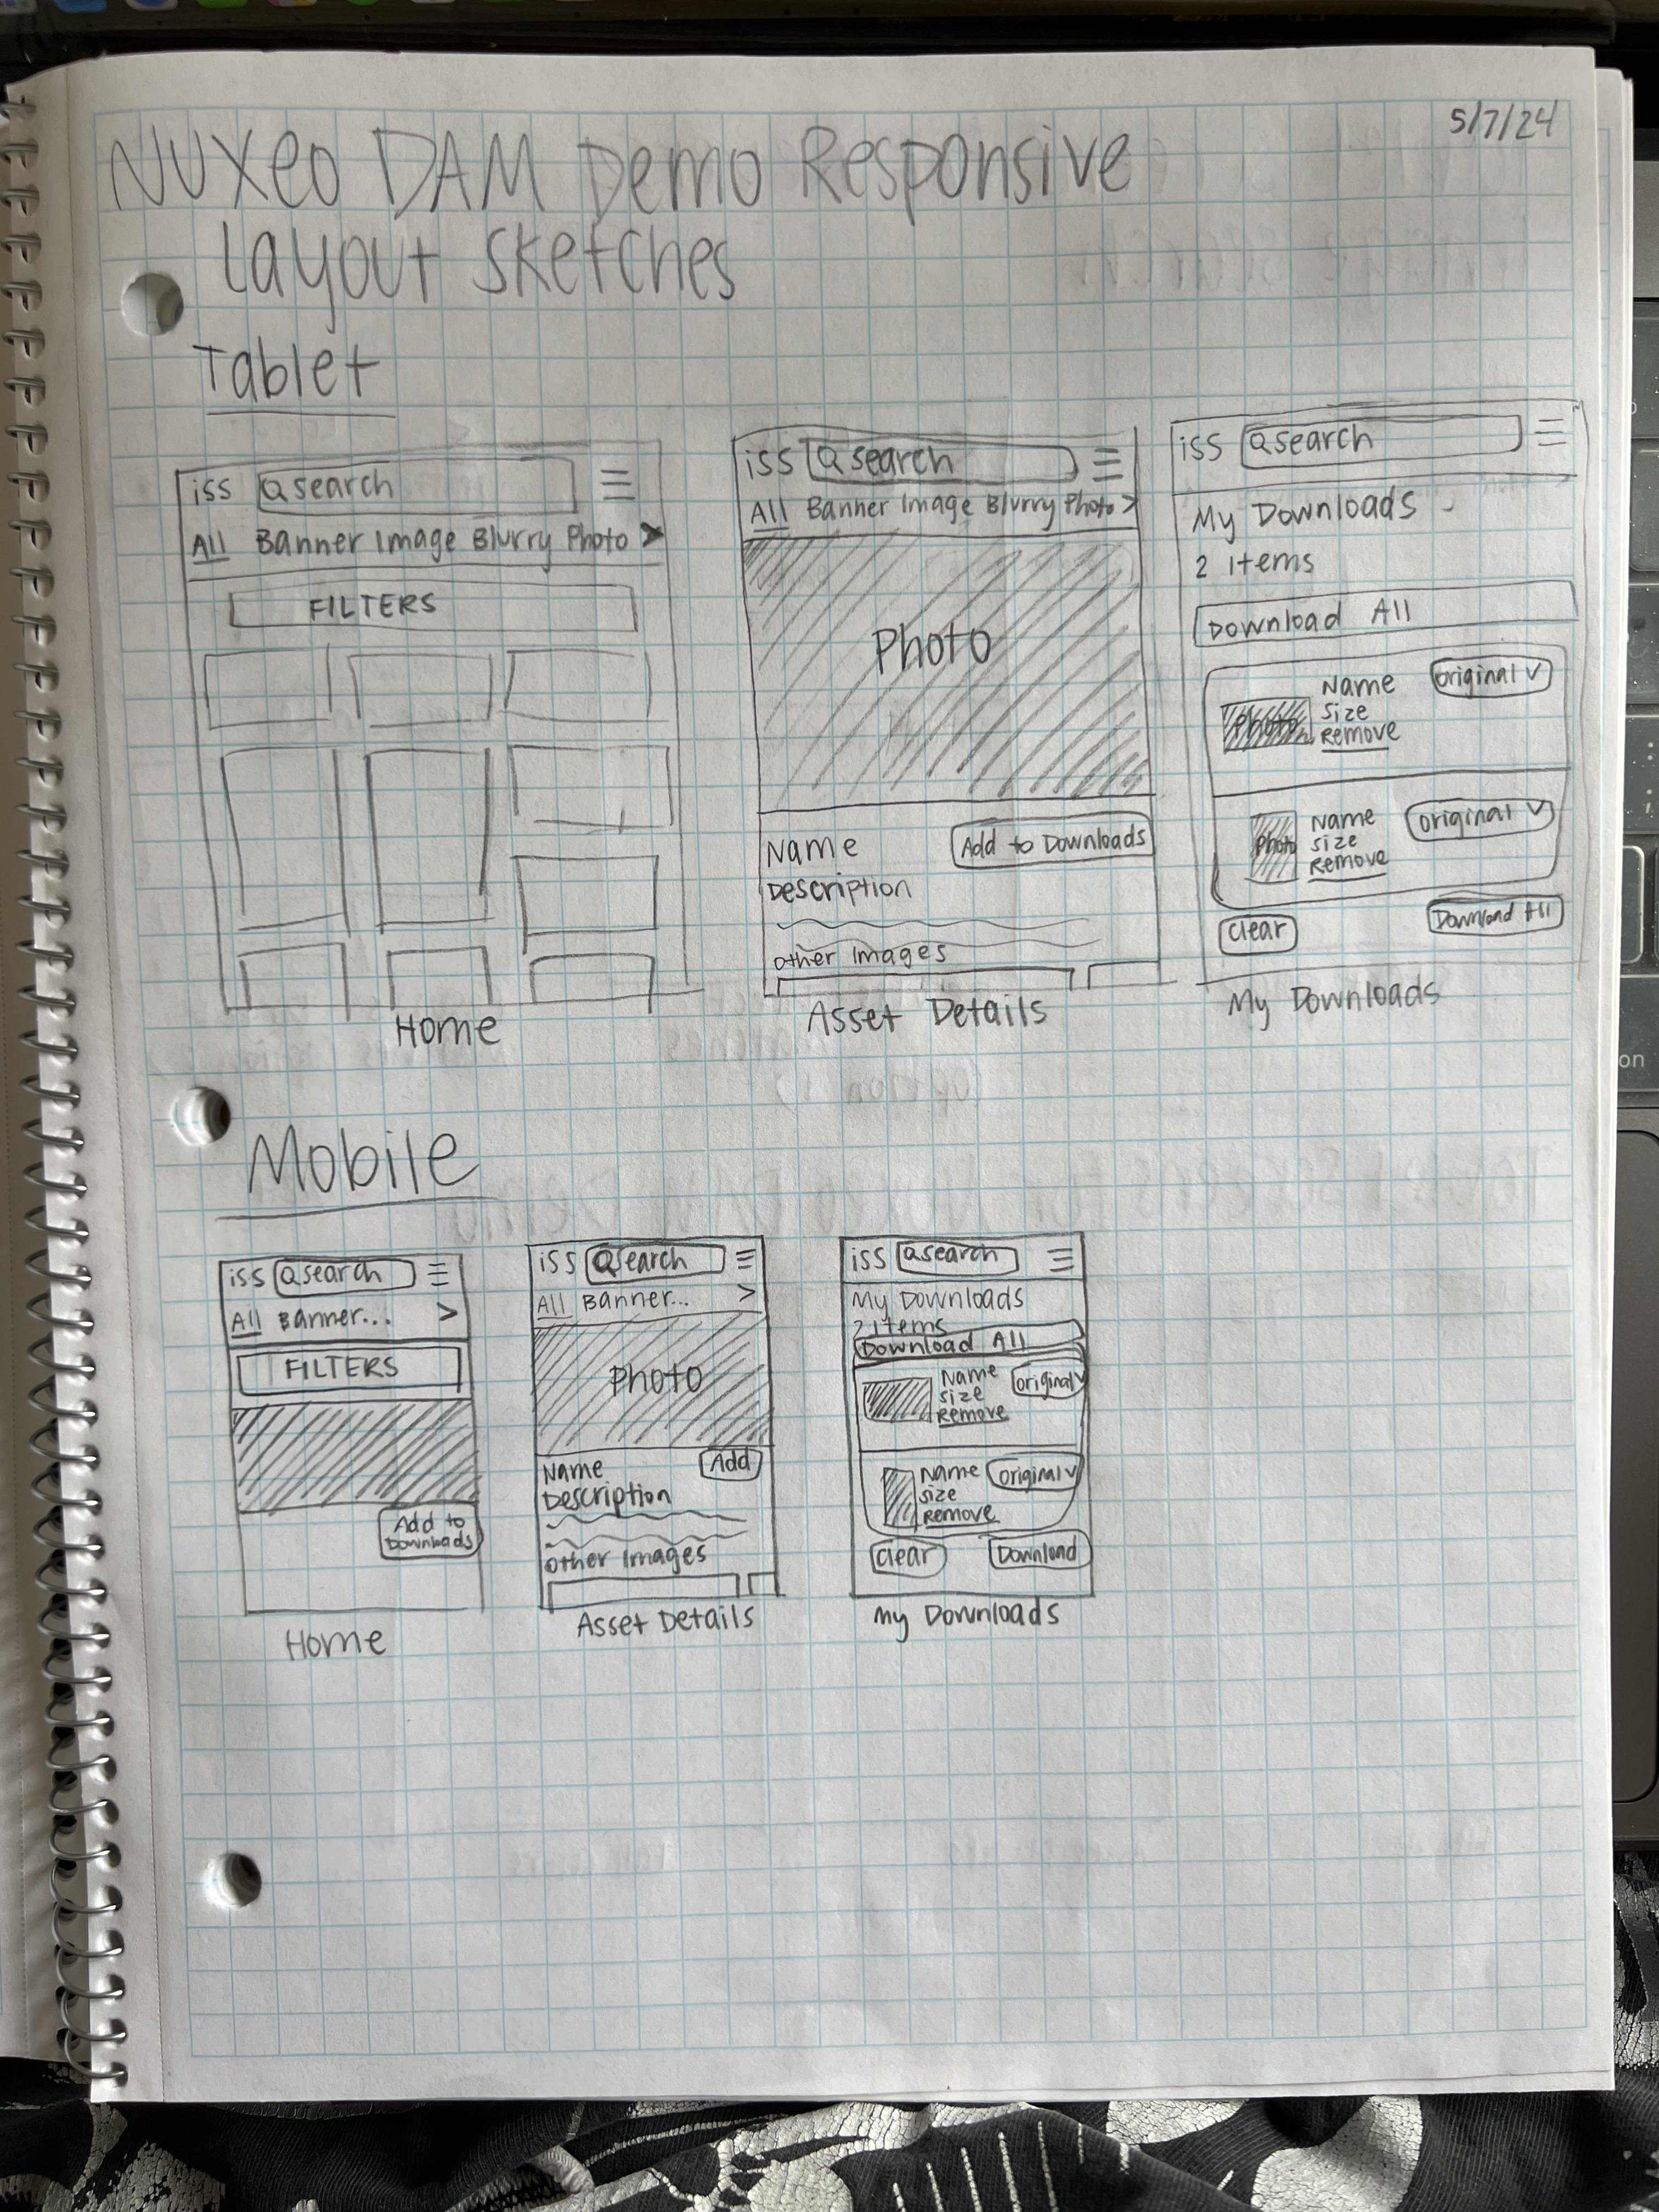 5/7/24
Nuxeo DAM Demo Responsive
Layout Sketches
Tablet
iss search
All Banner Image Blurry Photo >
FILTERS
Home
iss search
All Banner Image Blurry Photo >
Photo
Name Add to Downloads
Description
other Images
Asset Details
iss search
My Downloads
2 items
Download All
Photo
Name original
size
Remove
Photo
Name original
size
Remove
Clear Download All
My Downloads
Mobile
iss search
All Banner... >
FILTERS
Add to
Downloads
Home
iss search
All Banner... >
Photo
Name Add
Description
other Images
Asset Details
iss search
My Downloads
2 items
Download All
Name original
size
Remove
Name original
size
Remove
Clear Download
My Downloads
on